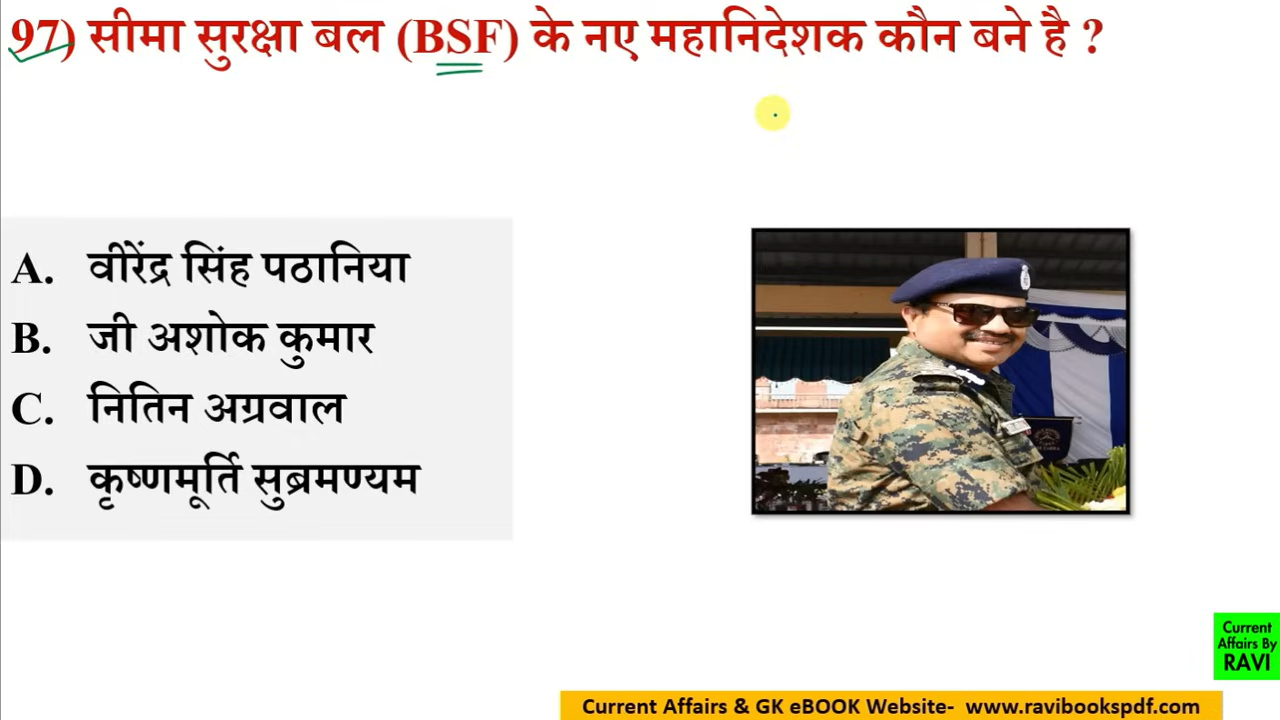 97) सीमा सुरक्षा बल (BSF) के नए महानिदेशक कौन बने है ?
A. वीरेंद्र सिंह पठानिया
B. जी अशोक कुमार
C. नितिन अग्रवाल
D. कृष्णमूर्ति सुब्रमण्यम
Current
Affairs By
RAVI
Current Affairs & GK eBOOK Website- www.ravibookspdf.com